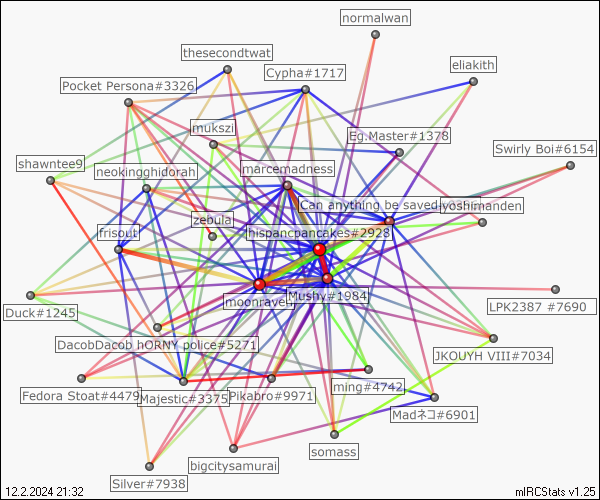 normalwan
thesecondtwat
eliakith
Cypha#1717
Pocket Persona#3326
mukszi
Eg.Master#1378
Swirly Boi#6154
shawntee9
neokingghidorah
marcemadness
Can anything be saved
yoshimanden
zebula
frisout
hispancpancakes#2928
moonraven
Mushy#1984
Duck#1245
LPK2387 #7690
DacobDacob hORNY police#5271
JKOUYH VIII#7034
ming#4742
Fedora Stoat#4479
Majestic#3375
Pikabro#9971
Madネコ#6901
somass
bigcitysamurai
Silver#7938
12.2.2024 21:32
mIRCStats v1.25